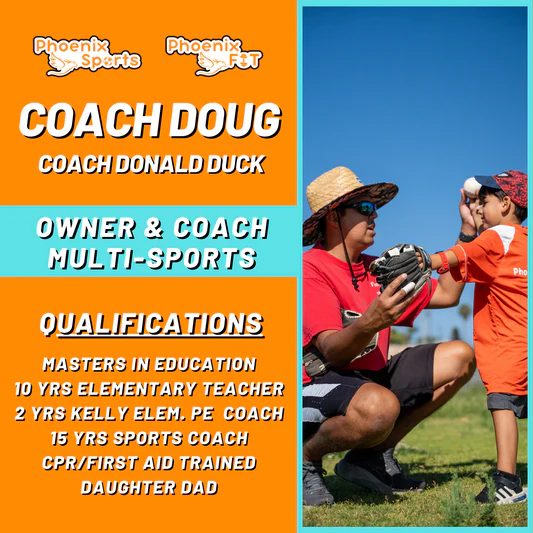 Phoenix
Sports
Phoenix
FIT
COACH DOUG
COACH DONALD DUCK
OWNER & COACH
MULTI-SPORTS
QUALIFICATIONS
MASTERS IN EDUCATION
10 YRS ELEMENTARY TEACHER
2 YRS KELLY ELEM. PE COACH
15 YRS SPORTS COACH
CPR/FIRST AID TRAINED
DAUGHTER DAD
Pho